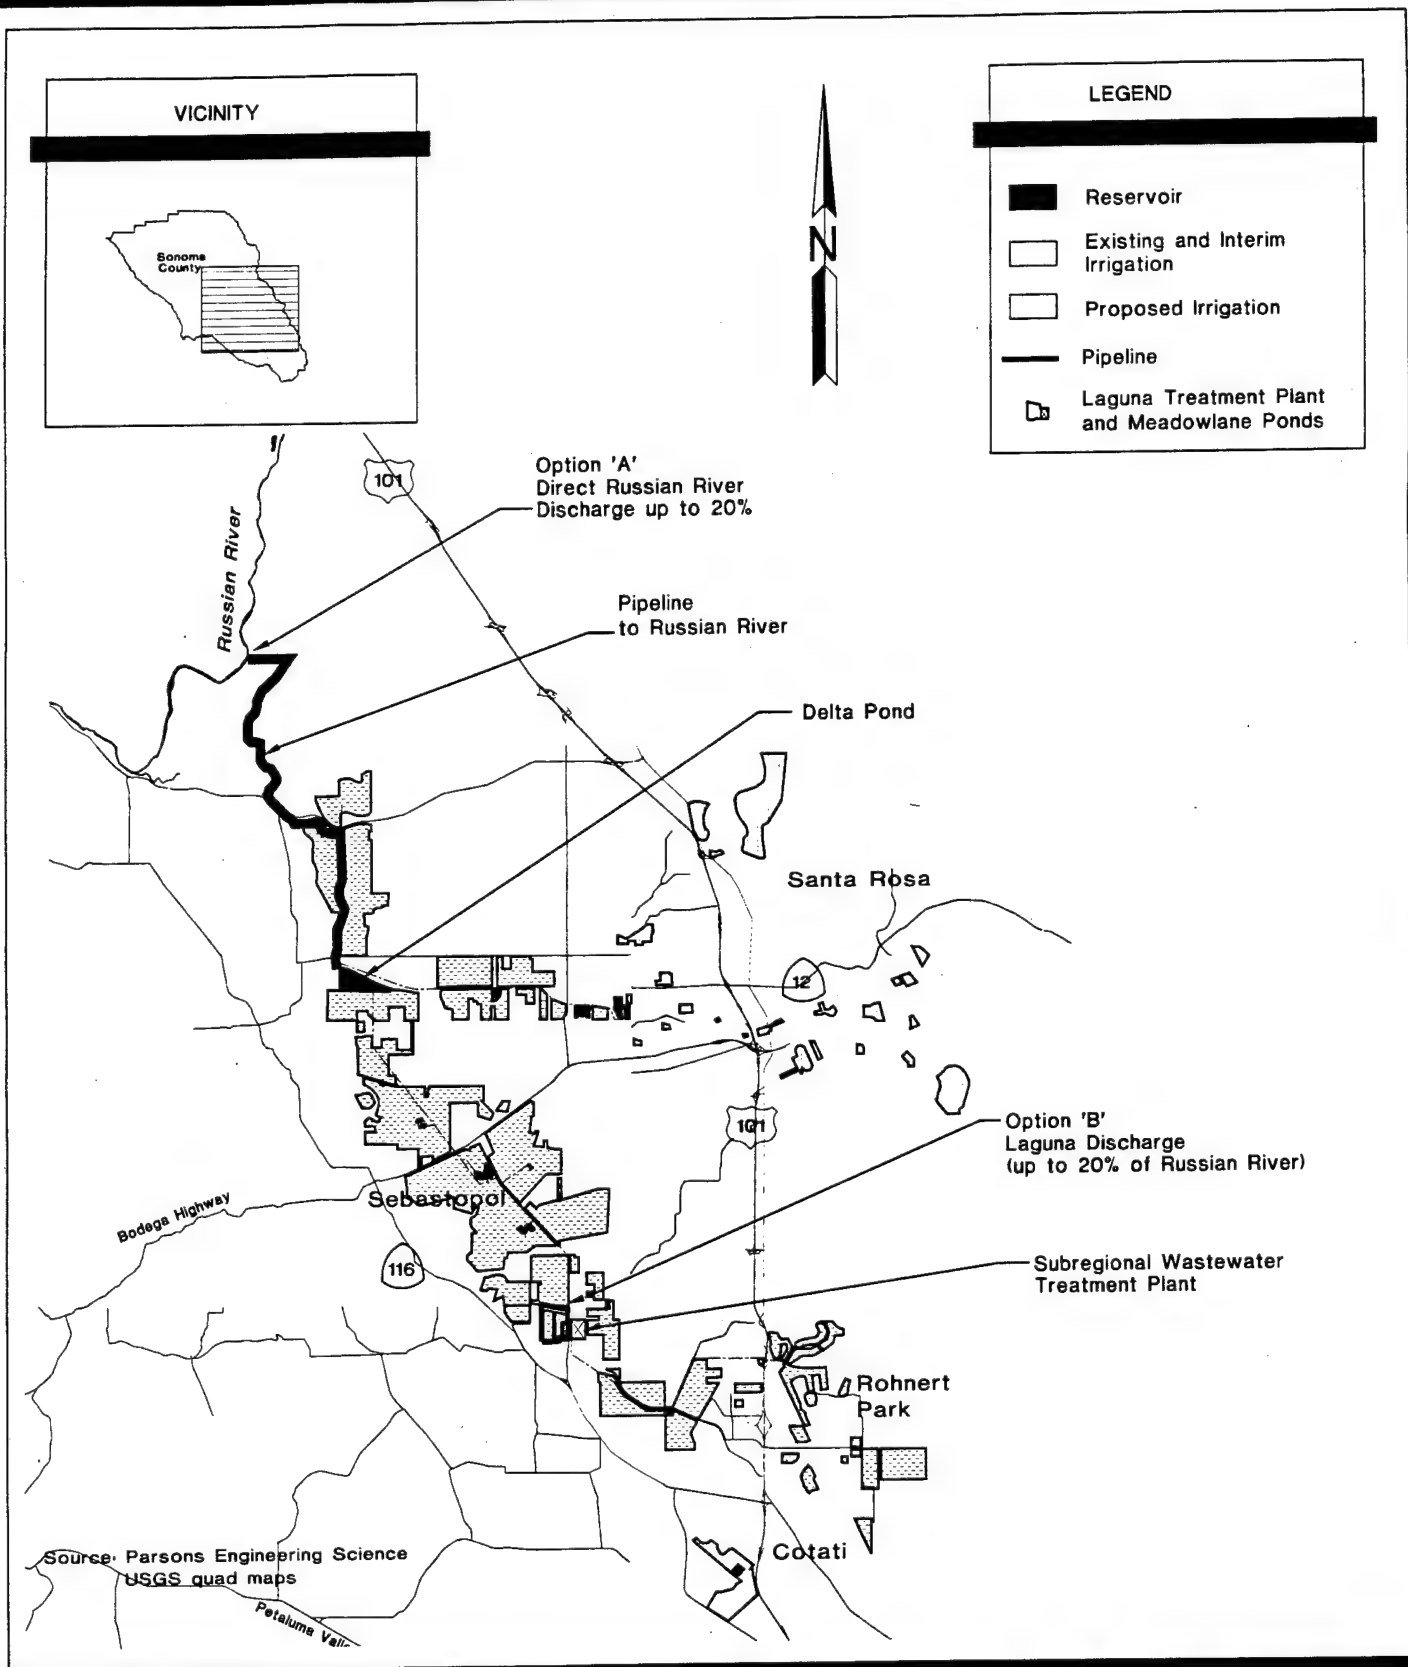 VICINITY
Sonoma
County
N
LEGEND
Reservoir
Existing and Interim
Irrigation
Proposed Irrigation
Pipeline
Laguna Treatment Plant
and Meadowlane Ponds
101
Option 'A'
Direct Russian River
Discharge up to 20%
Russian River
Pipeline
to Russian River
Delta Pond
Santa Rosa
12
101
Option 'B'
Laguna Discharge
(up to 20% of Russian River)
Sebastopol
Bodega Highway
116
Subregional Wastewater
Treatment Plant
Rohnert
Park
Cotati
Source: Parsons Engineering Science
USGS quad maps
Petaluma Valle